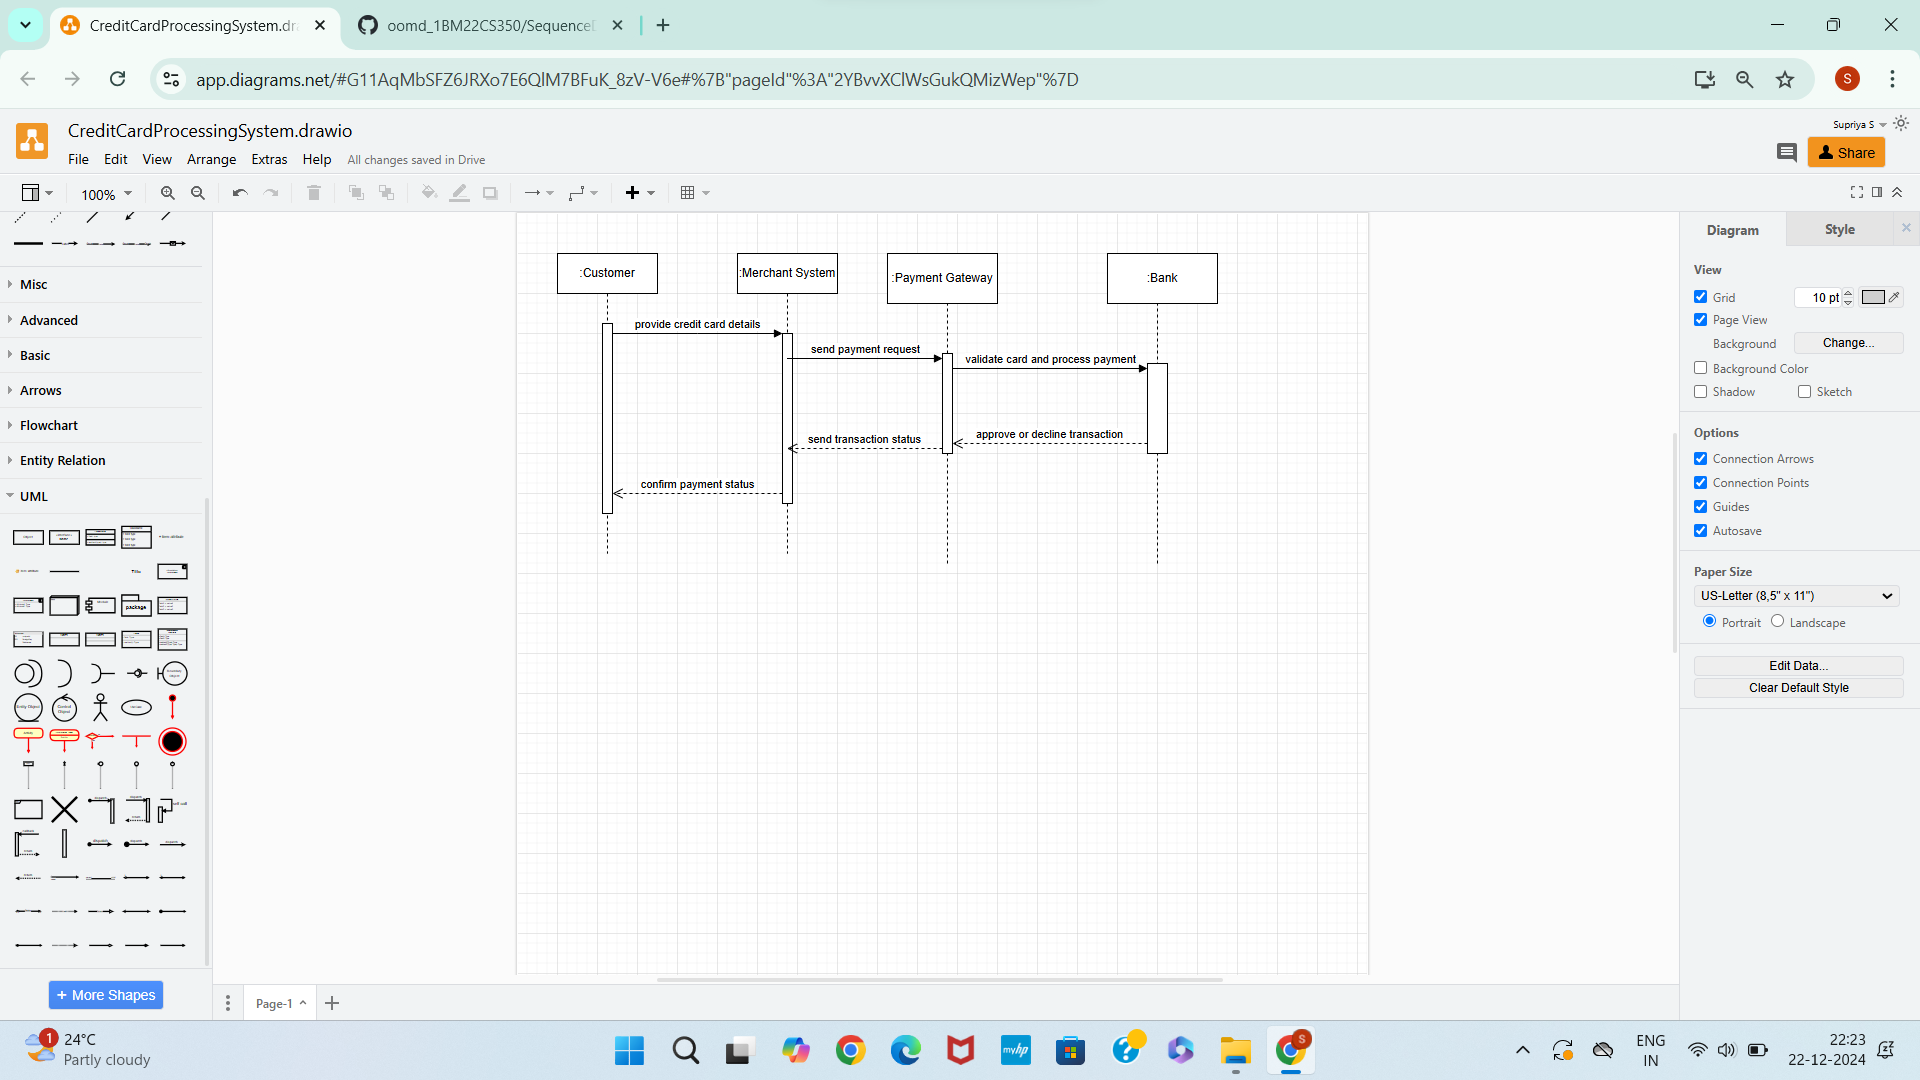 CreditCardProcessingSystem.dr
oomd_1BM22CS350/Sequence
app.diagrams.net/#G11AqMbSFZ6JRXo7E6QlM7BFuK_8zV-V6e#%7B"pageId"%3A"2YBvvXClWsGukQMizWep"%7D
S
CreditCardProcessingSystem.drawio
Supriya S
File Edit View Arrange Extras Help All changes saved in Drive
Share
100%
Misc
Advanced
Basic
Arrows
Flowchart
Entity Relation
UML
package
Title
+ More Shapes
:Customer
:Merchant System
:Payment Gateway
:Bank
provide credit card details
send payment request
validate card and process payment
approve or decline transaction
send transaction status
confirm payment status
Page-1
Diagram Style
View
Grid 10 pt
Page View
Background Change...
Background Color
Shadow Sketch
Options
Connection Arrows
Connection Points
Guides
Autosave
Paper Size
US-Letter (8,5" x 11")
Portrait Landscape
Edit Data...
Clear Default Style
1
24°C
Partly cloudy
myhp
S
ENG
IN
22:23
22-12-2024